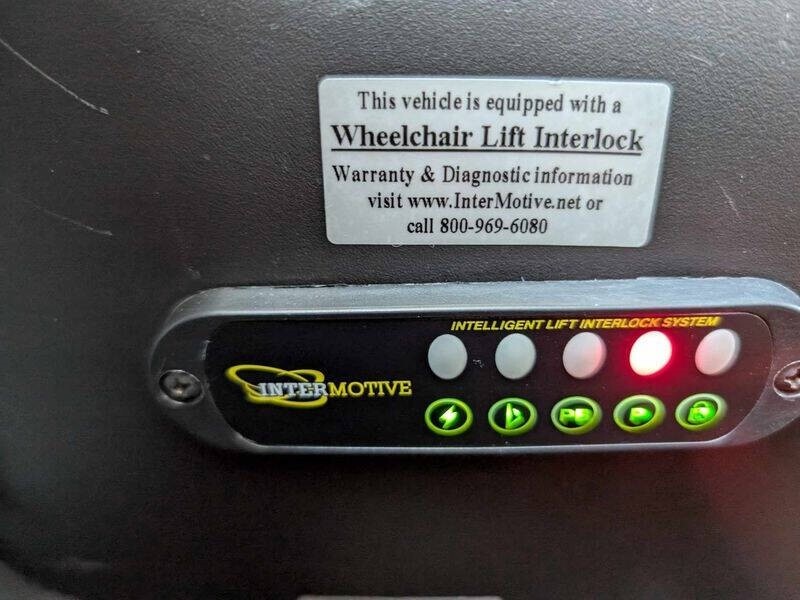 This vehicle is equipped with a
Wheelchair Lift Interlock
Warranty & Diagnostic information
visit www.InterMotive.net or
call 800-969-6080
INTELLIGENT LIFT INTERLOCK SYSTEM
INTERMOTIVE
PB P